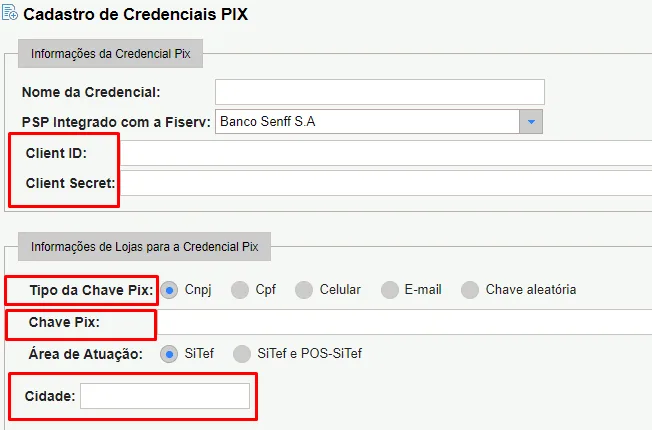 Cadastro de Credenciais PIX
Informações da Credencial Pix
Nome da Credencial:
PSP Integrado com a Fiserv: Banco Senff S.A
Client ID:
Client Secret:
Informações de Lojas para a Credencial Pix
Tipo da Chave Pix: Cnpj Cpf Celular E-mail Chave aleatória
Chave Pix:
Área de Atuação: SiTef SiTef e POS-SiTef
Cidade: